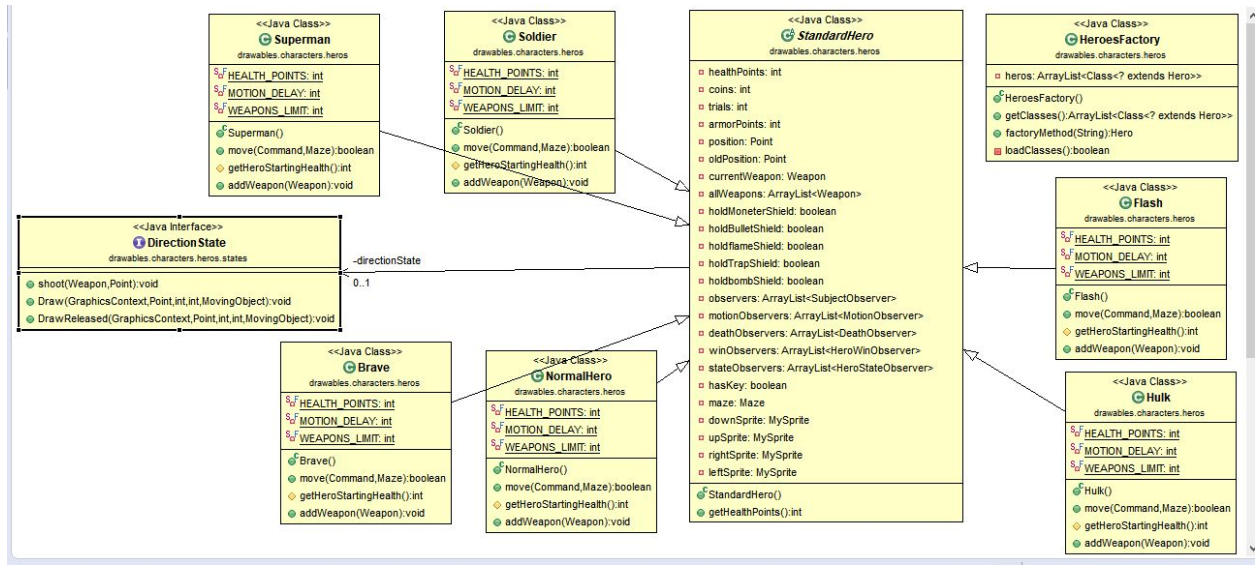 <<Java Class>>
Superman
drawables.characters.heros
HEALTH_POINTS: int
MOTION_DELAY: int
WEAPONS_LIMIT: int
Superman()
move(Command,Maze):boolean
getHeroStartingHealth():int
addWeapon(Weapon):void
<<Java Class>>
Soldier
drawables.characters.heros
HEALTH_POINTS: int
MOTION_DELAY: int
WEAPONS_LIMIT: int
Soldier()
move(Command,Maze):boolean
getHeroStartingHealth():int
addWeapon(Weapon):void
<<Java Class>>
StandardHero
drawables.characters.heros
healthPoints: int
coins: int
trials: int
armorPoints: int
position: Point
oldPosition: Point
currentWeapon: Weapon
allWeapons: ArrayList<Weapon>
holdMoneterShield: boolean
holdBulletShield: boolean
holdflameShield: boolean
holdTrapShield: boolean
holdbombShield: boolean
observers: ArrayList<SubjectObserver>
motionObservers: ArrayList<MotionObserver>
deathObservers: ArrayList<DeathObserver>
winObservers: ArrayList<HeroWinObserver>
stateObservers: ArrayList<HeroStateObserver>
hasKey: boolean
maze: Maze
downSprite: MySprite
upSprite: MySprite
rightSprite: MySprite
leftSprite: MySprite
StandardHero()
getHealthPoints():int
<<Java Class>>
HeroesFactory
drawables.characters.heros
heros: ArrayList<Class<? extends Hero>>
HeroesFactory()
getClasses():ArrayList<Class<? extends Hero>>
factoryMethod(String):Hero
loadClasses():boolean
<<Java Interface>>
DirectionState
drawables.characters.heros.states
shoot(Weapon,Point):void
Draw(GraphicsContext,Point,int,int,MovingObject):void
DrawReleased(GraphicsContext,Point,int,int,MovingObject):void
-directionState
0..1
<<Java Class>>
Flash
drawables.characters.heros
HEALTH_POINTS: int
MOTION_DELAY: int
WEAPONS_LIMIT: int
Flash()
move(Command,Maze):boolean
getHeroStartingHealth():int
addWeapon(Weapon):void
<<Java Class>>
Brave
drawables.characters.heros
HEALTH_POINTS: int
MOTION_DELAY: int
WEAPONS_LIMIT: int
Brave()
move(Command,Maze):boolean
getHeroStartingHealth():int
addWeapon(Weapon):void
<<Java Class>>
NormalHero
drawables.characters.heros
HEALTH_POINTS: int
MOTION_DELAY: int
WEAPONS_LIMIT: int
NormalHero()
move(Command,Maze):boolean
getHeroStartingHealth():int
addWeapon(Weapon):void
<<Java Class>>
Hulk
drawables.characters.heros
HEALTH_POINTS: int
MOTION_DELAY: int
WEAPONS_LIMIT: int
Hulk()
move(Command,Maze):boolean
getHeroStartingHealth():int
addWeapon(Weapon):void